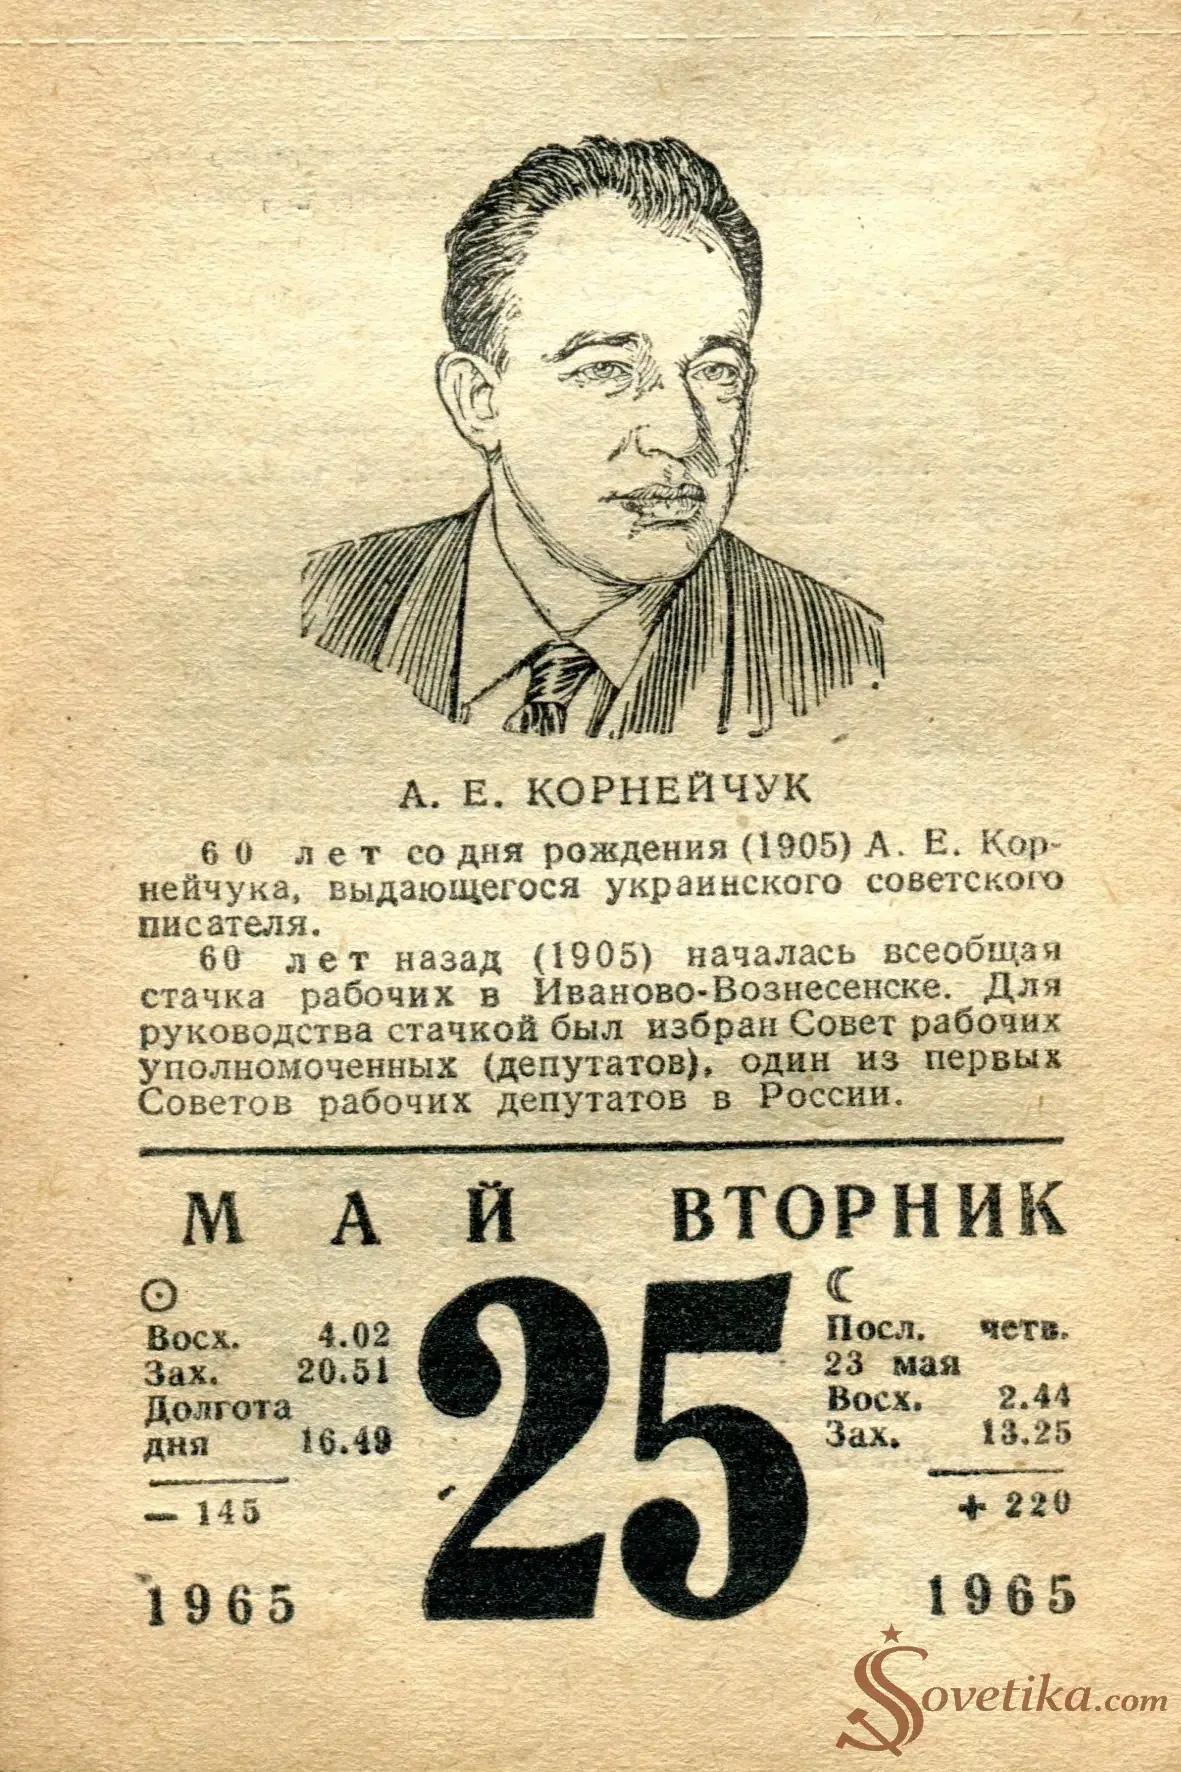 А. Е. КОРНЕЙЧУК
60 лет со дня рождения (1905) А. Е. Кор-
нейчука, выдающегося украинского советского
писателя.
60 лет назад (1905) началась всеобщая
стачка рабочих в Иваново-Вознесенске. Для
руководства стачкой был избран Совет рабочих
уполномоченных (депутатов), один из первых
Советов рабочих депутатов в России.
МАЙ ВТОРНИК
25
Восх. 4.02
Зах. 20.51
Долгота
дня 16.49
— 145
1965
Посл. четв.
23 мая
Восх. 2.44
Зах. 13.25
+ 220
1965
Sovetika.com